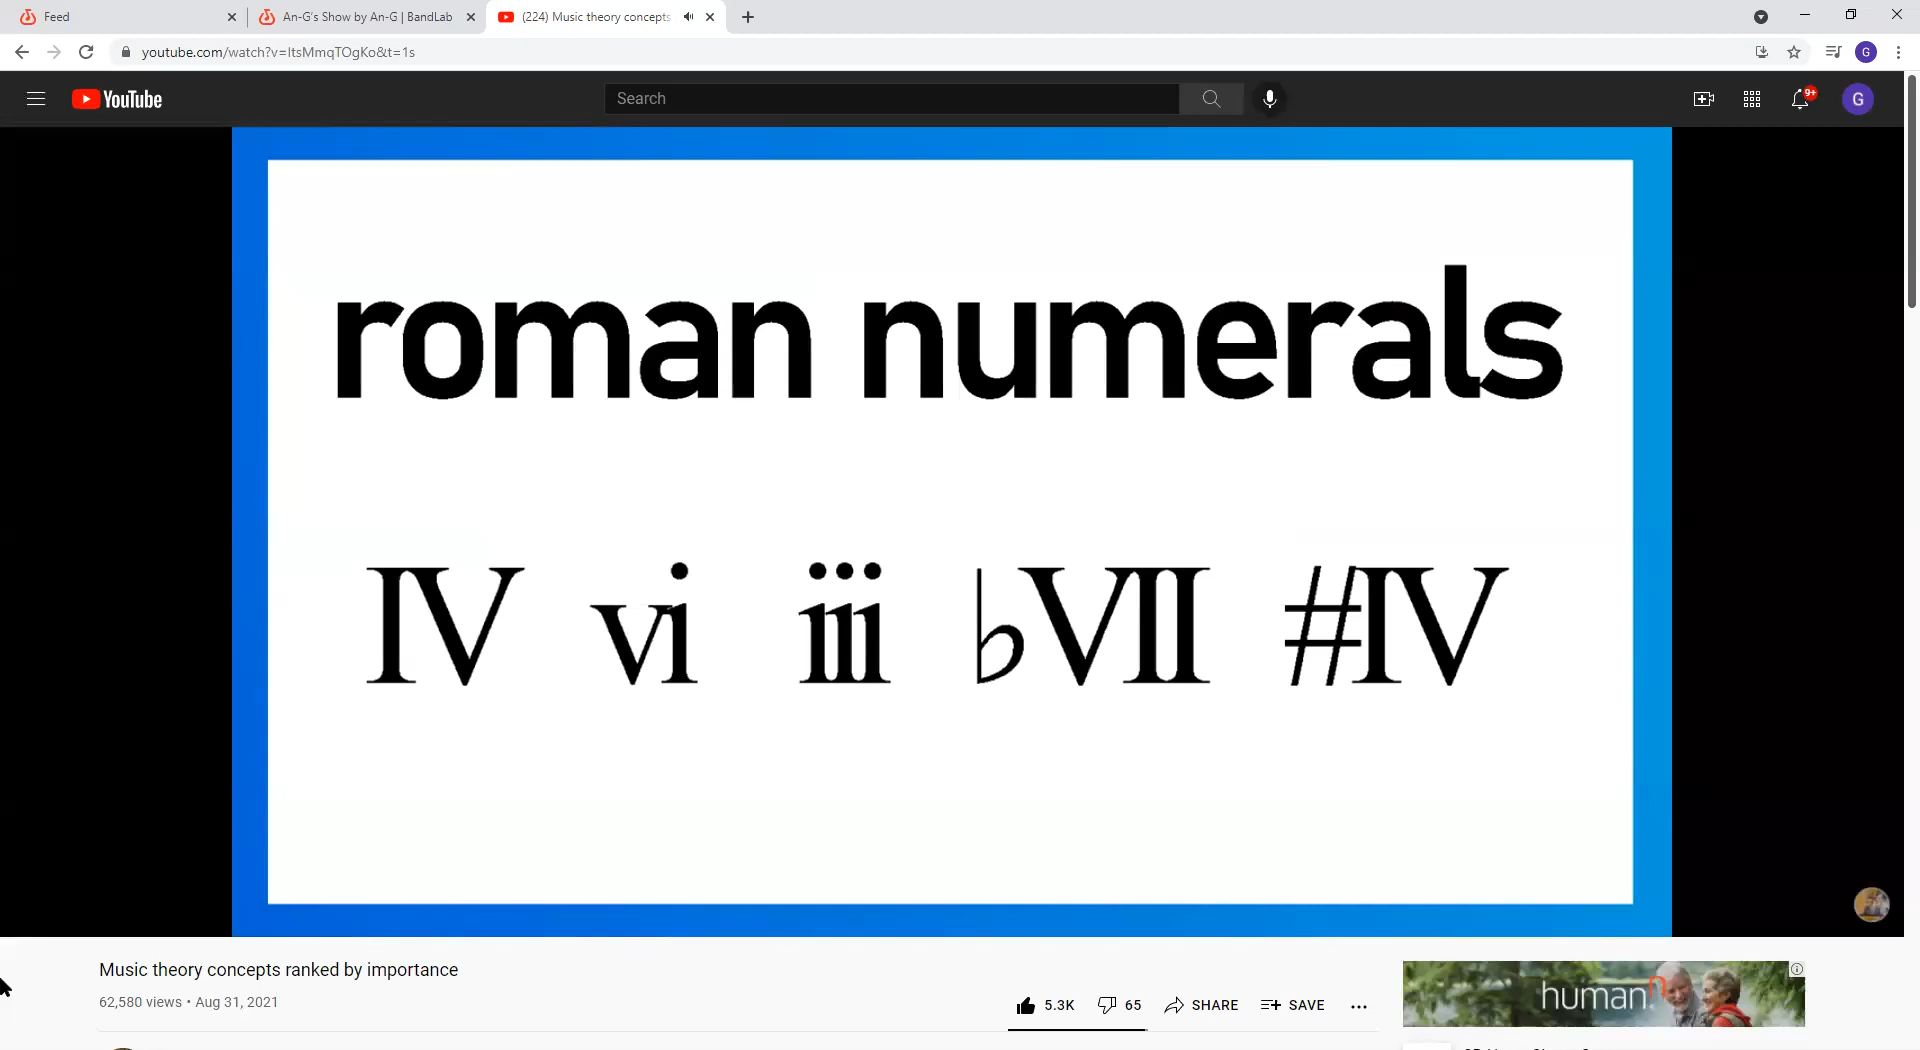 Feed
An-G's Show by An-G | BandLab
(224) Music theory concepts
youtube.com/watch?v=ItsMmqTOgKo&t=1s
G
YouTube
Search
9+
G
roman numerals
IV vi iii ♭VII #IV
Music theory concepts ranked by importance
62,580 views • Aug 31, 2021
5.3K 65 SHARE SAVE
humann